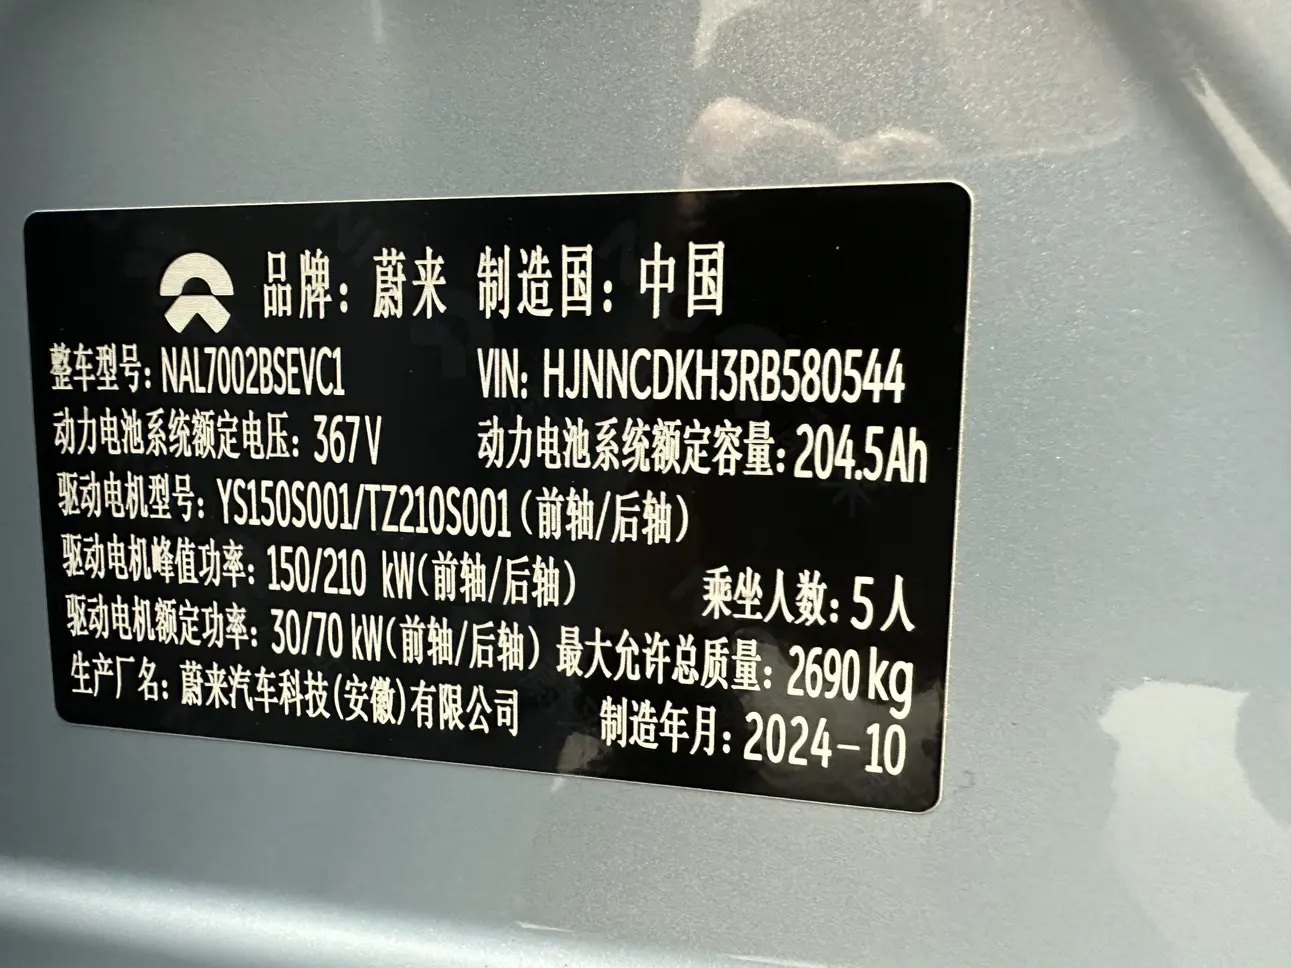 品牌：蔚来 制造国：中国
整车型号：NAL7002BSEVC1 VIN：HJNNCDKH3RB580544
动力电池系统额定电压：367V 动力电池系统额定容量：204.5Ah
驱动电机型号：YS150S001/TZ210S001（前轴/后轴）
驱动电机峰值功率：150/210 kW（前轴/后轴） 乘坐人数：5人
驱动电机额定功率：30/70 kW（前轴/后轴） 最大允许总质量：2690kg
生产厂名：蔚来汽车科技（安徽）有限公司 制造年月：2024-10